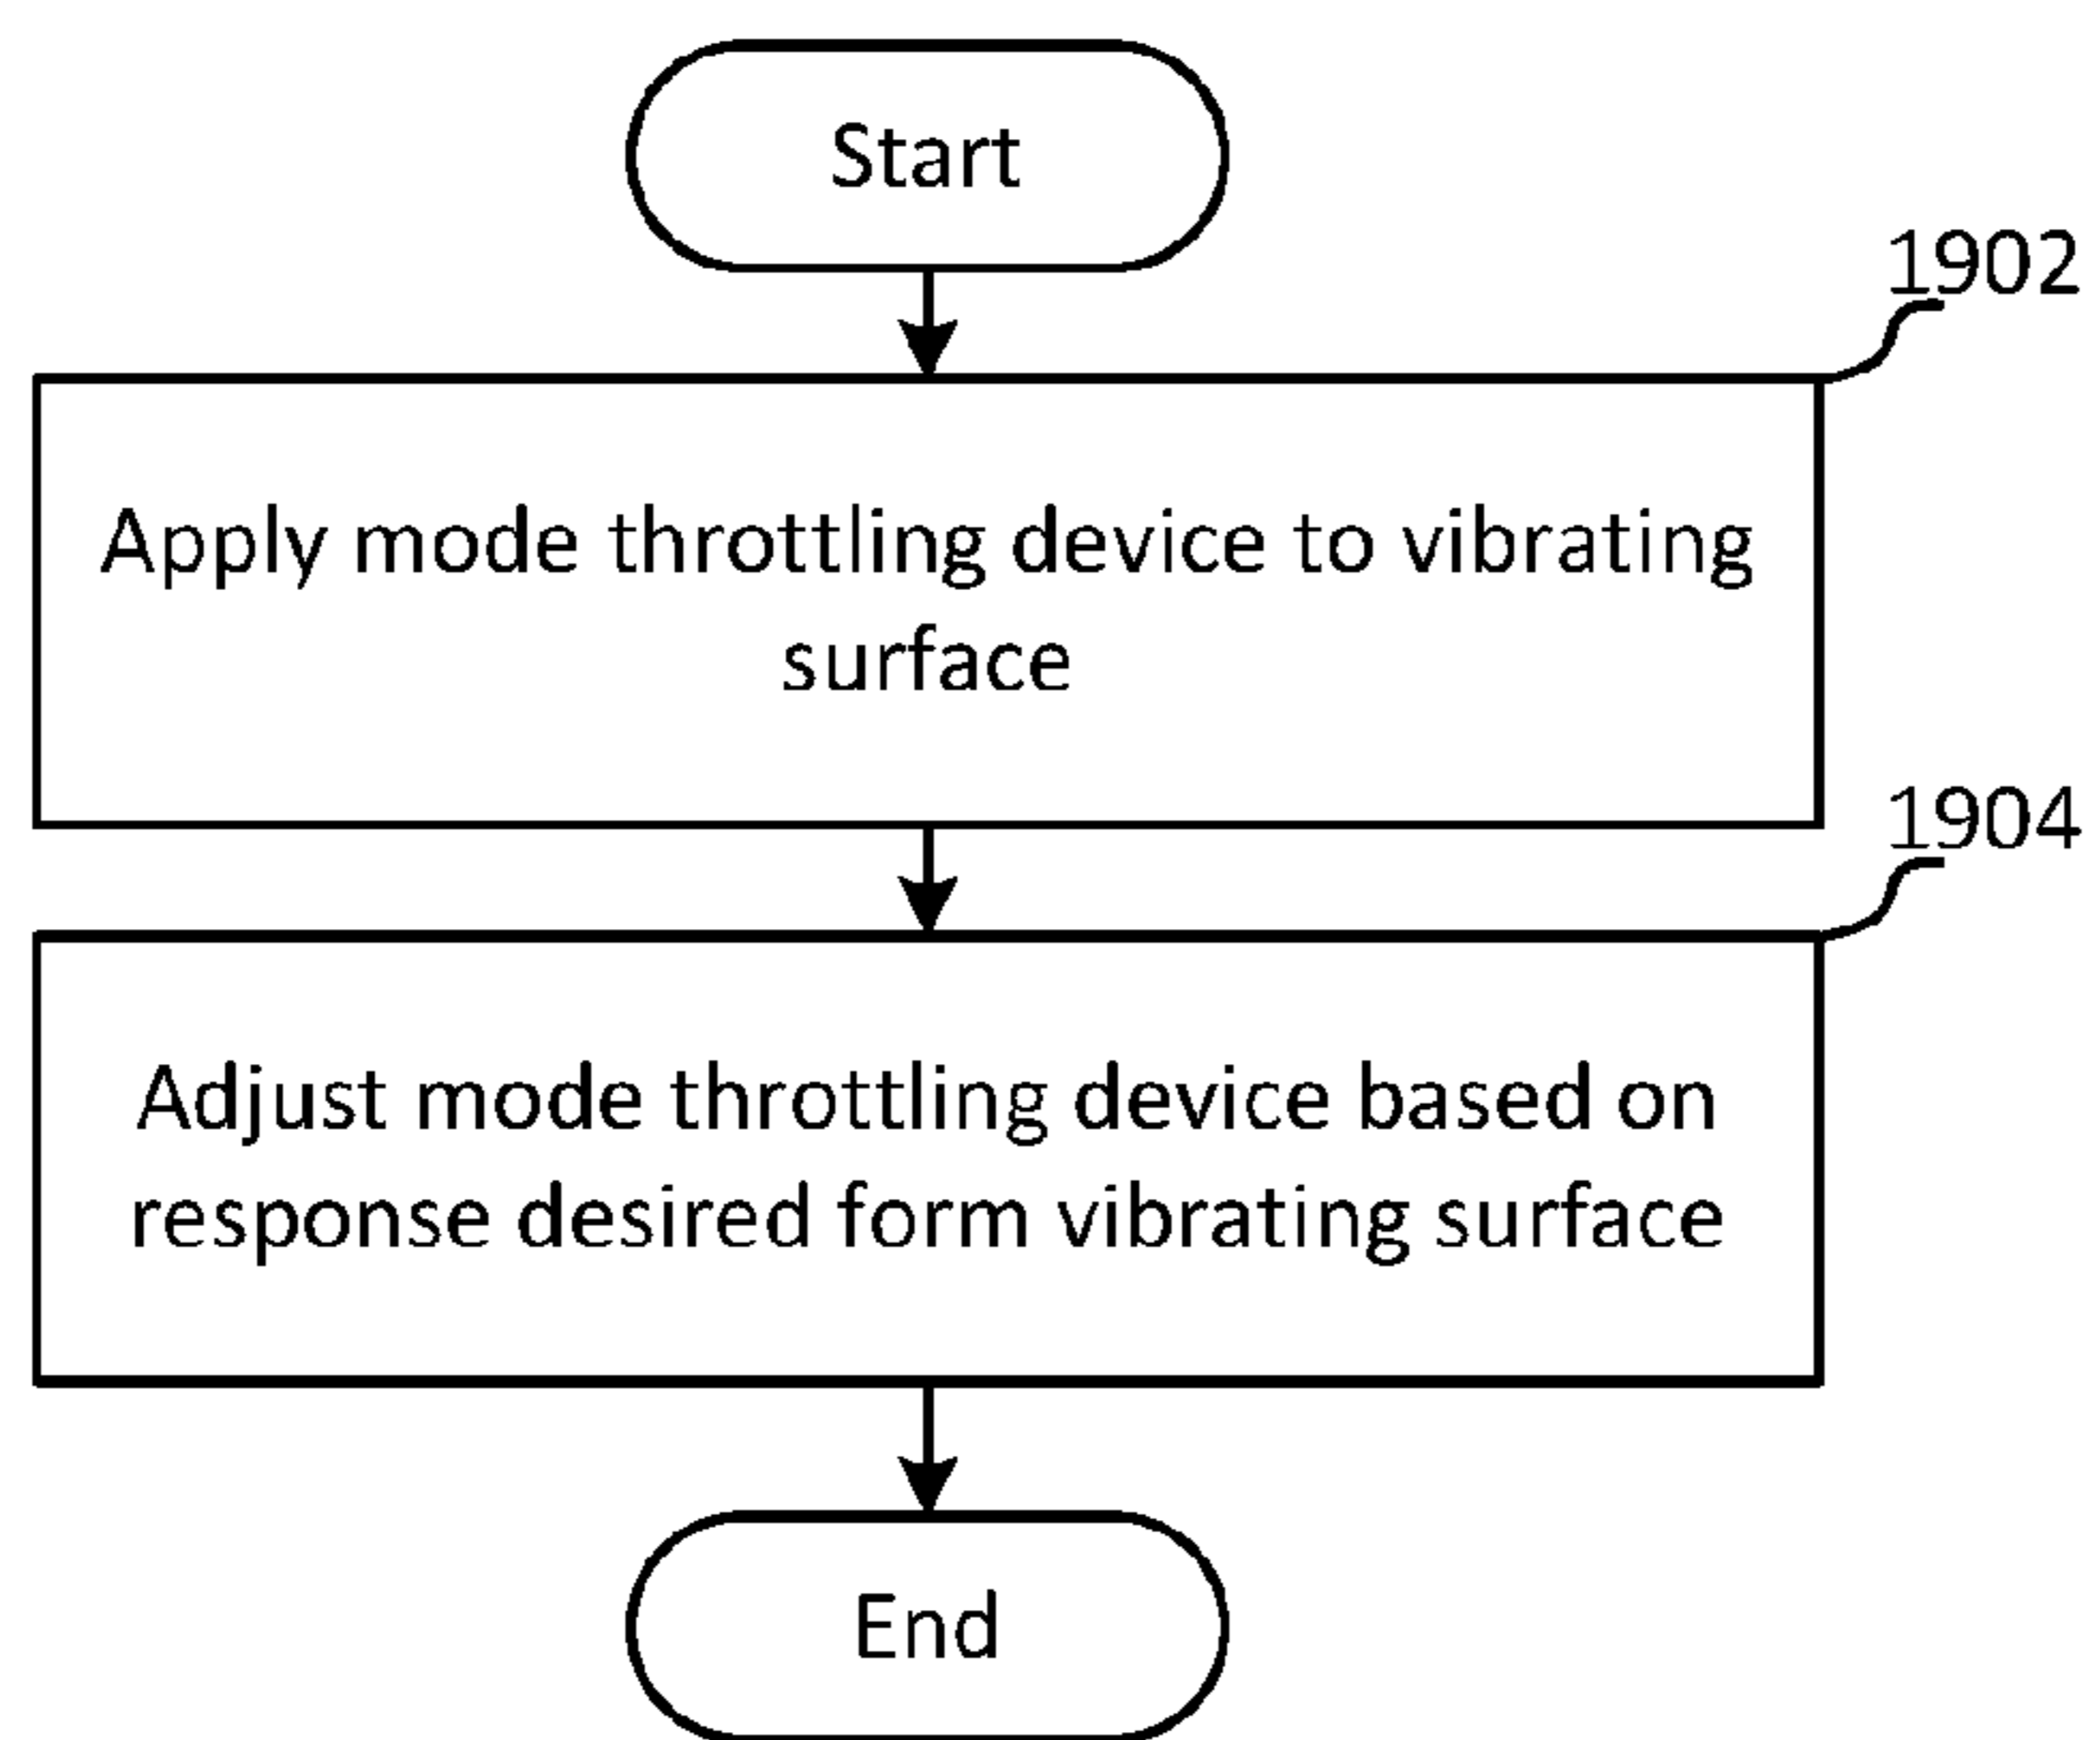 Start
1902
Apply mode throttling device to vibrating
surface
1904
Adjust mode throttling device based on
response desired form vibrating surface
End